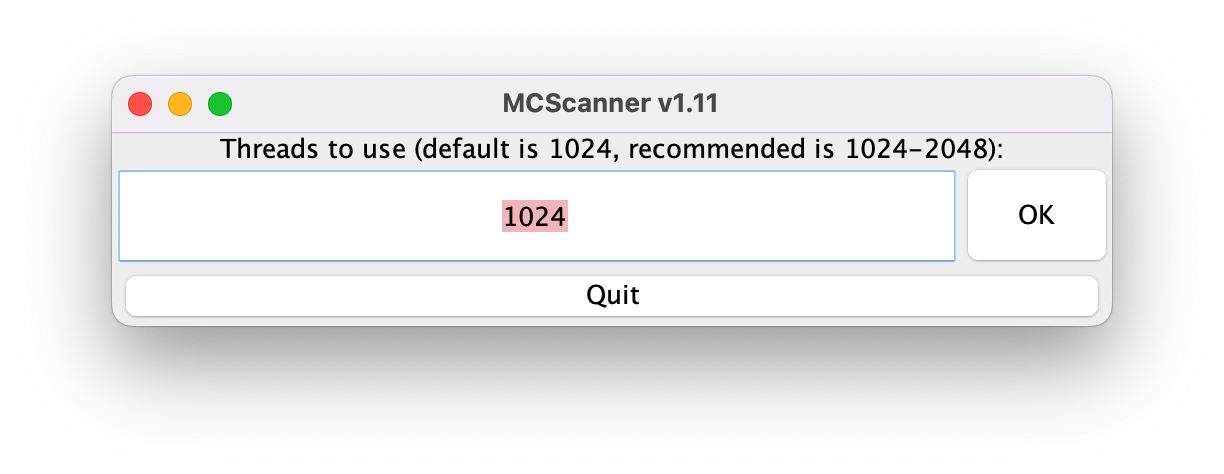 MCScanner v1.11
Threads to use (default is 1024, recommended is 1024-2048):
1024
OK
Quit